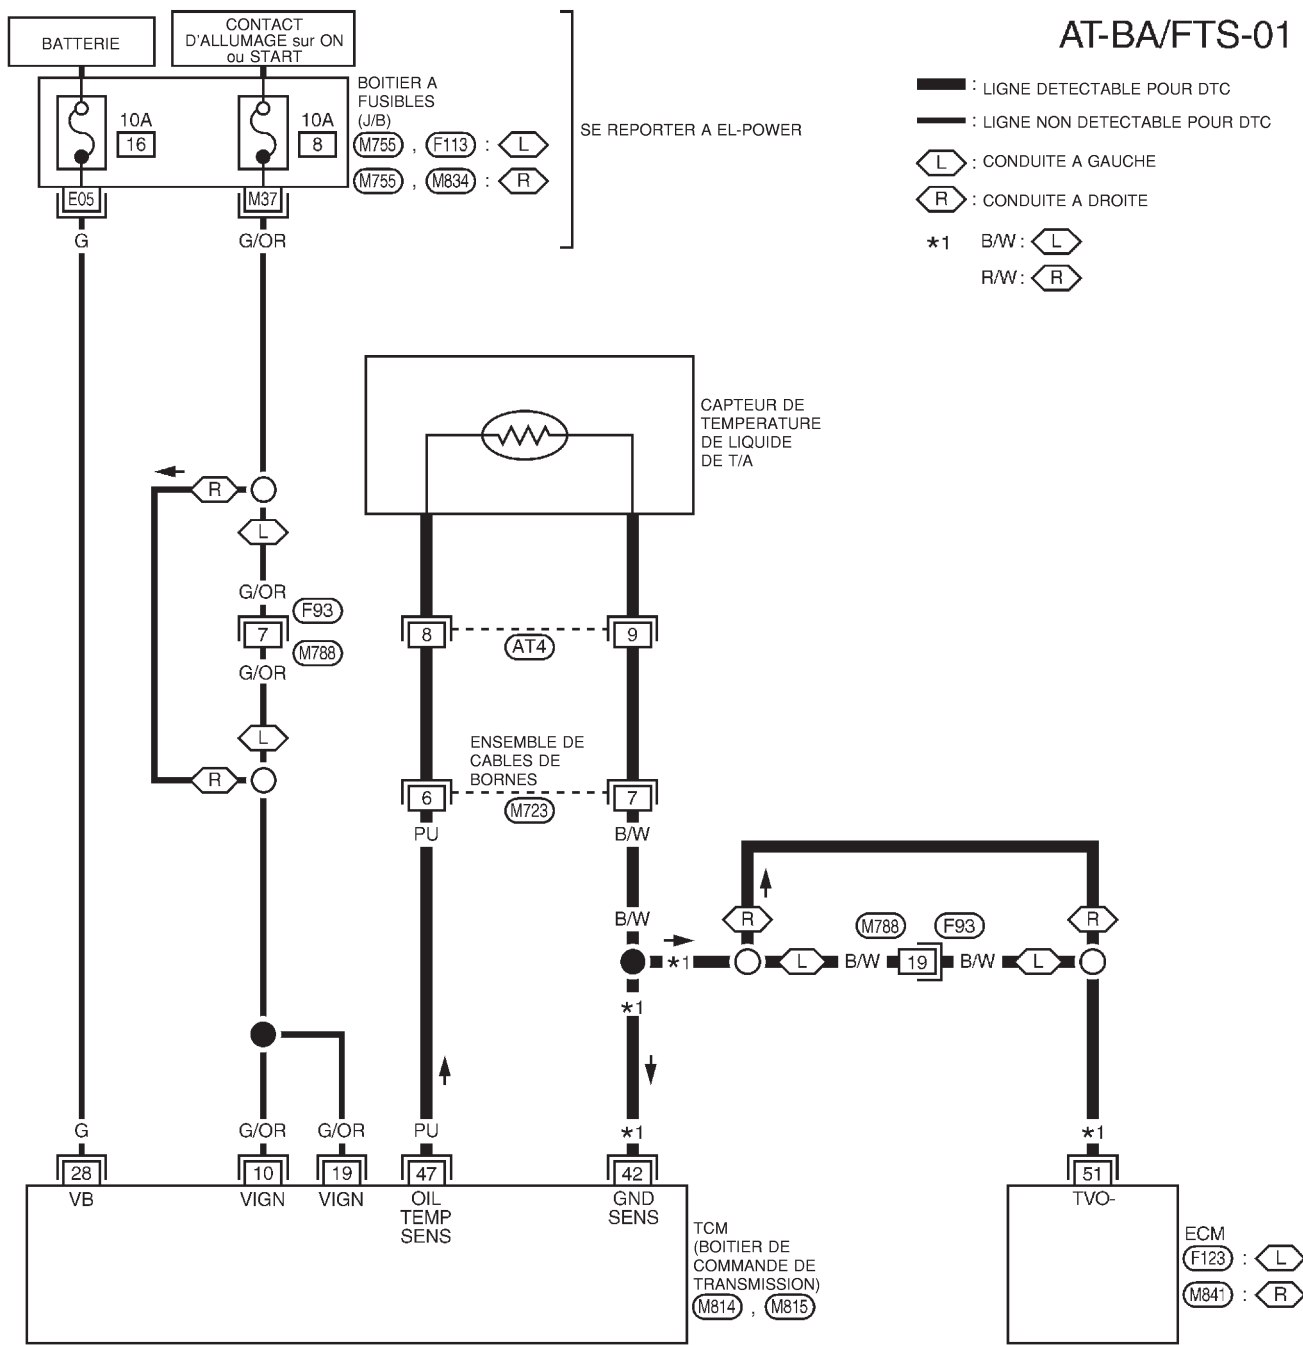 AT-BA/FTS-01
BATTERIE
CONTACT
D'ALLUMAGE sur ON
ou START
BOITIER A
FUSIBLES
(J/B)
M755 , F113 : L
M755 , M834 : R
10A
16
10A
8
SE REPORTER A EL-POWER
: LIGNE DETECTABLE POUR DTC
: LIGNE NON DETECTABLE POUR DTC
L : CONDUITE A GAUCHE
R : CONDUITE A DROITE
*1 B/W : L
R/W : R
E05
M37
G
G/OR
CAPTEUR DE
TEMPERATURE
DE LIQUIDE
DE T/A
R
L
G/OR
F93
7
M788
G/OR
L
R
8
AT4
9
ENSEMBLE DE
CABLES DE
BORNES
6
M723
7
PU
B/W
B/W
R
R
M788
F93
*1
L
B/W
19
B/W
L
*1
G
G/OR
G/OR
PU
*1
*1
28
10
19
47
42
51
VB
VIGN
VIGN
OIL
TEMP
SENS
GND
SENS
TVO-
TCM
(BOITIER DE
COMMANDE DE
TRANSMISSION)
M814 , M815
ECM
F123 : L
M841 : R